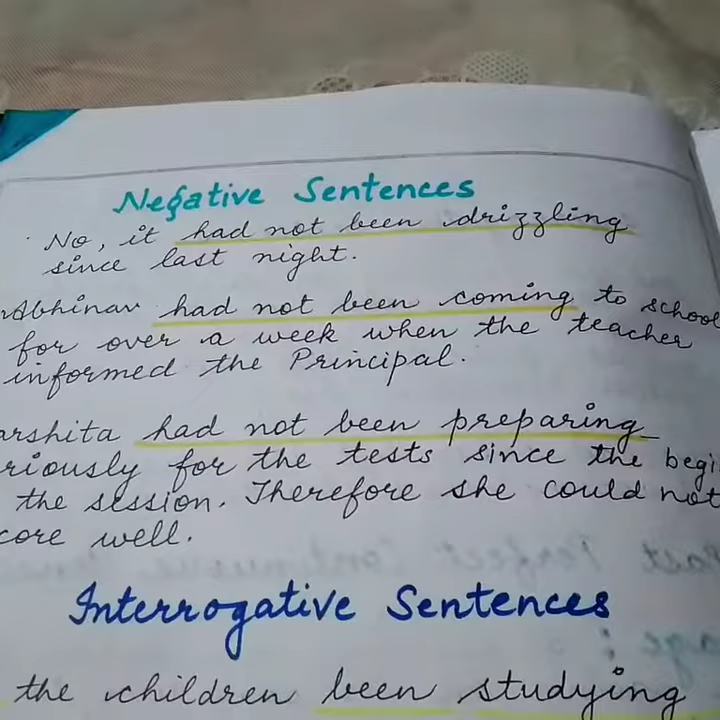 Negative Sentences
No, it had not been drizzling
since last night.
Abhinav had not been coming to school
for over a week when the teacher
informed the Principal.
arshita had not been preparing
riously for the tests since the begi
the session. Therefore she could not
core well.
Interrogative Sentences
the children been studying